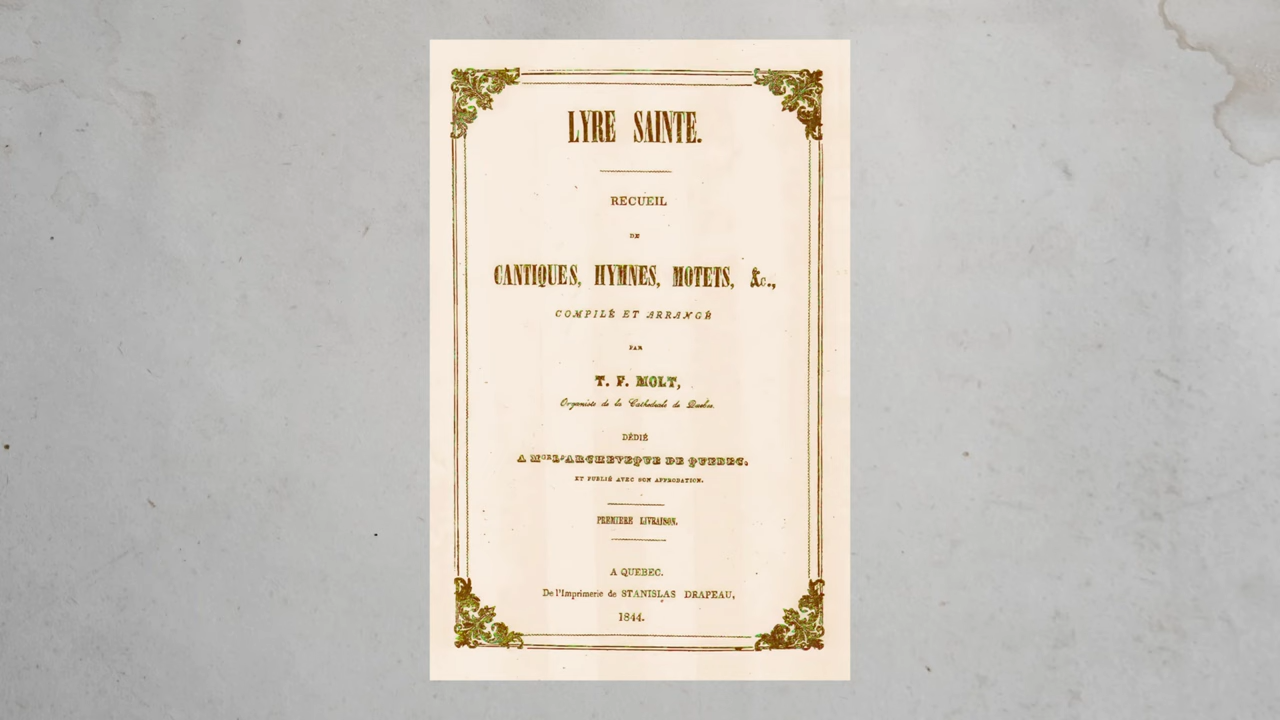 LYRE SAINTE.
RECUEIL
DE
CANTIQUES, HYMNES, MOTETS, &c.,
COMPILÉ ET ARRANGÉ
PAR
T. F. MOLT,
Organiste de la Cathédrale de Québec.
DÉDIÉ
A MGR L'ARCHEVEQUE DE QUEBEC.
ET PUBLIÉ AVEC SON APPROBATION.
PREMIERE LIVRAISON.
A QUEBEC.
De l'Imprimerie de STANISLAS DRAPEAU,
1844.